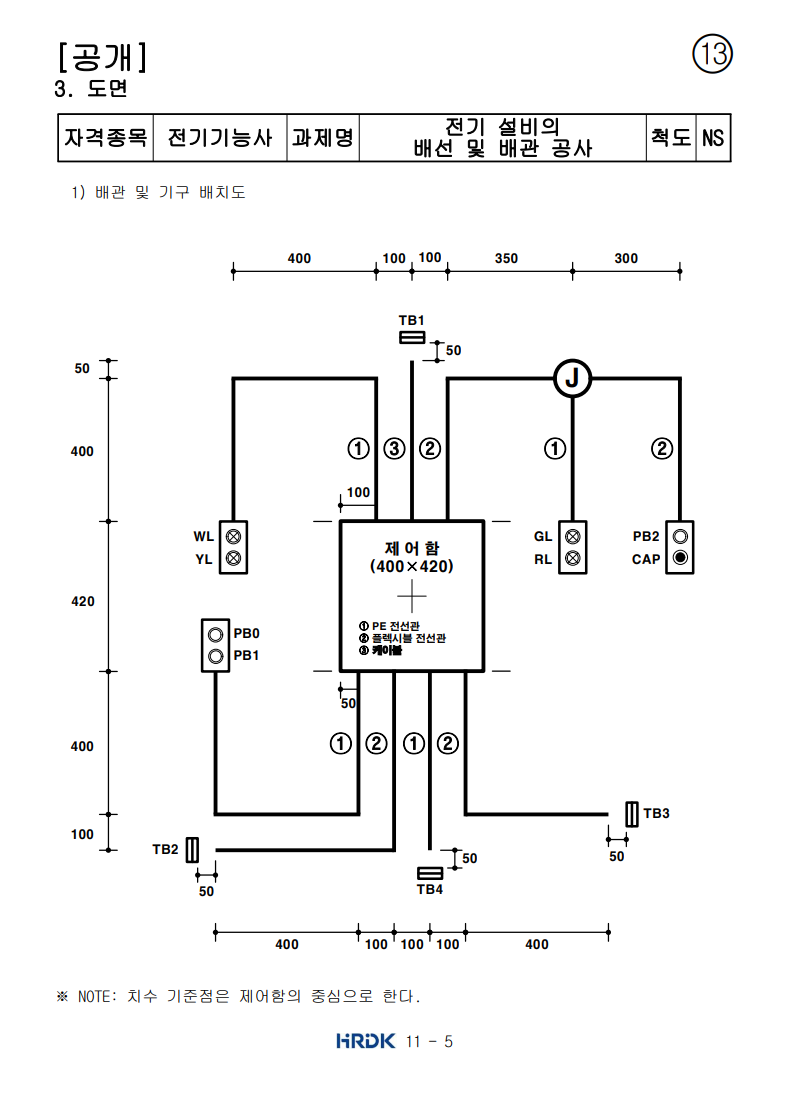 [공개]
⑬
3. 도면
자격종목 전기기능사 과제명 전기 설비의 배선 및 배관 공사 척도 NS
1) 배관 및 기구 배치도
400 100 100 350 300
TB1
50
50
J
400
① ③ ② ① ②
100
WL
YL
GL
RL
PB2
CAP
제어함
(400×420)
420
① PE 전선관
② 플렉시블 전선관
③ 케이블
PB0
PB1
50
400
① ② ① ②
100
TB3
50
TB2
50
50
TB4
400 100 100 100 400
※ NOTE: 치수 기준점은 제어함의 중심으로 한다.
HRDK 11 - 5